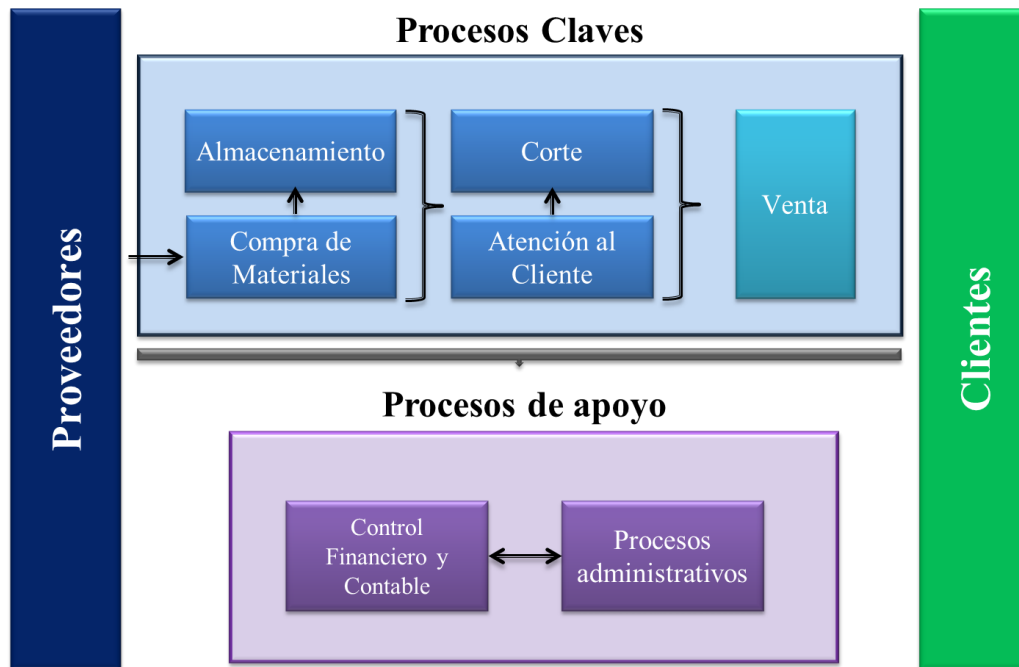 Proveedores
Procesos Claves
Almacenamiento
Compra de
Materiales
Corte
Atención al
Cliente
Venta
Procesos de apoyo
Control
Financiero y
Contable
Procesos
administrativos
Clientes